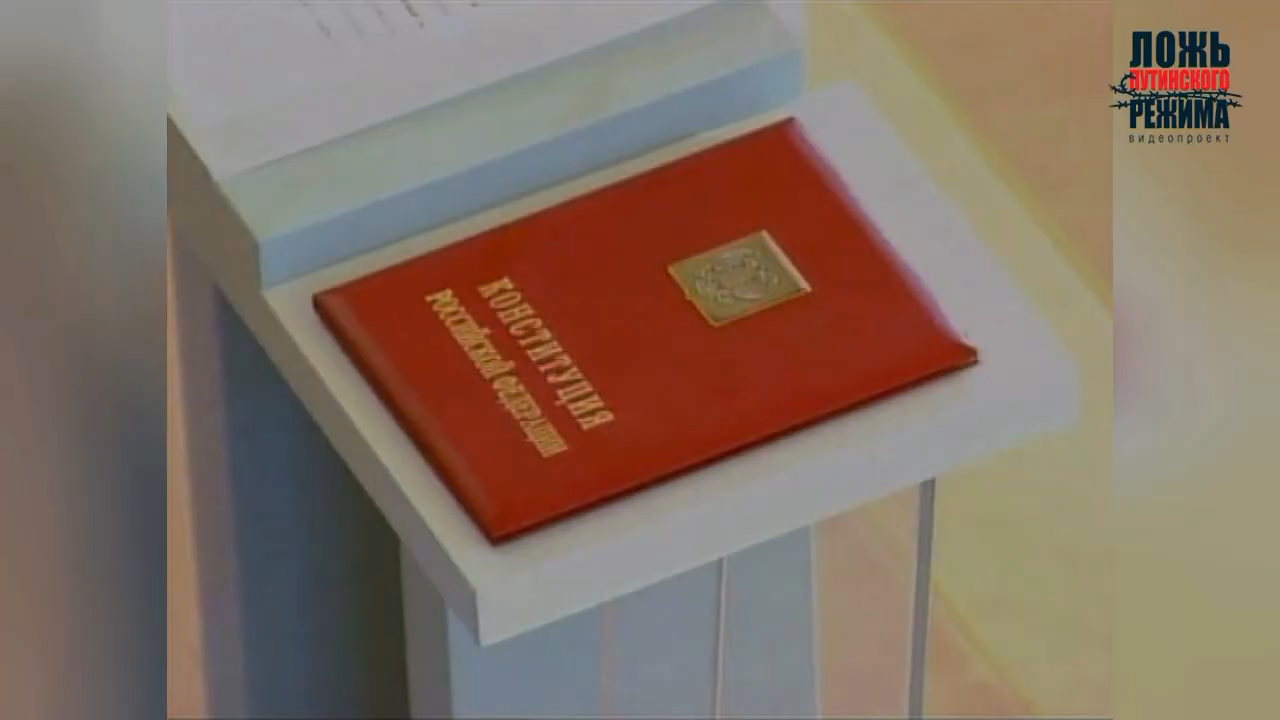 КОНСТИТУЦИЯ
РОССИЙСКОЙ ФЕДЕРАЦИИ
ЛОЖЬ
ПУТИНСКОГО
РЕЖИМА
видеопроект